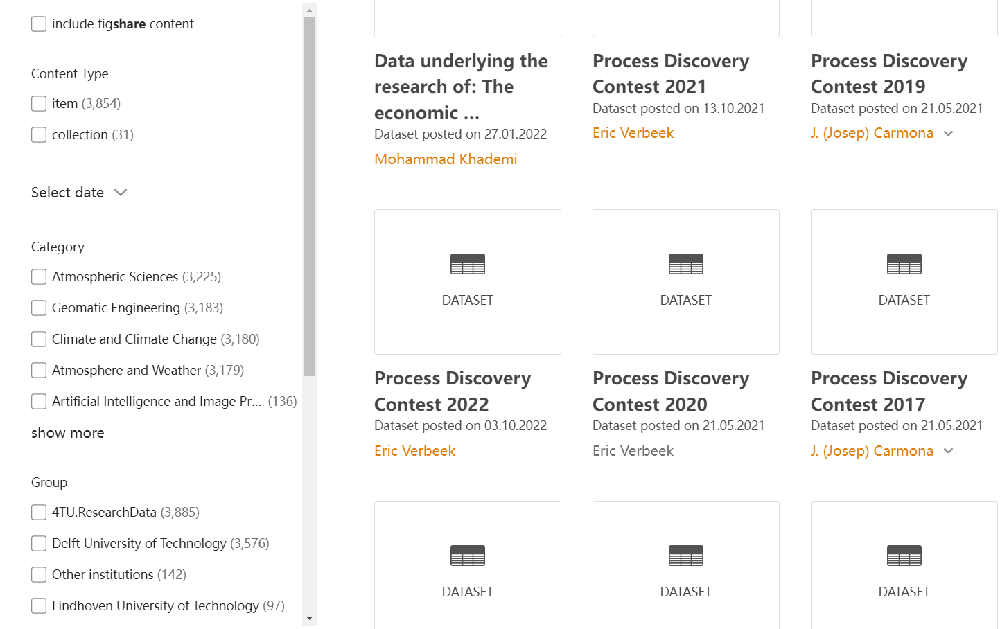 include figshare content
Content Type
item (3,854)
collection (31)
Select date
Category
Atmospheric Sciences (3,225)
Geomatic Engineering (3,183)
Climate and Climate Change (3,180)
Atmosphere and Weather (3,179)
Artificial Intelligence and Image Pr... (136)
show more
Group
4TU.ResearchData (3,885)
Delft University of Technology (3,576)
Other institutions (142)
Eindhoven University of Technology (97)
Data underlying the
research of: The
economic ...
Dataset posted on 27.01.2022
Mohammad Khademi
Process Discovery
Contest 2021
Dataset posted on 13.10.2021
Eric Verbeek
Process Discovery
Contest 2019
Dataset posted on 21.05.2021
J. (Josep) Carmona
DATASET
Process Discovery
Contest 2022
Dataset posted on 03.10.2022
Eric Verbeek
DATASET
Process Discovery
Contest 2020
Dataset posted on 21.05.2021
Eric Verbeek
DATASET
Process Discovery
Contest 2017
Dataset posted on 21.05.2021
J. (Josep) Carmona
DATASET
DATASET
DATASET